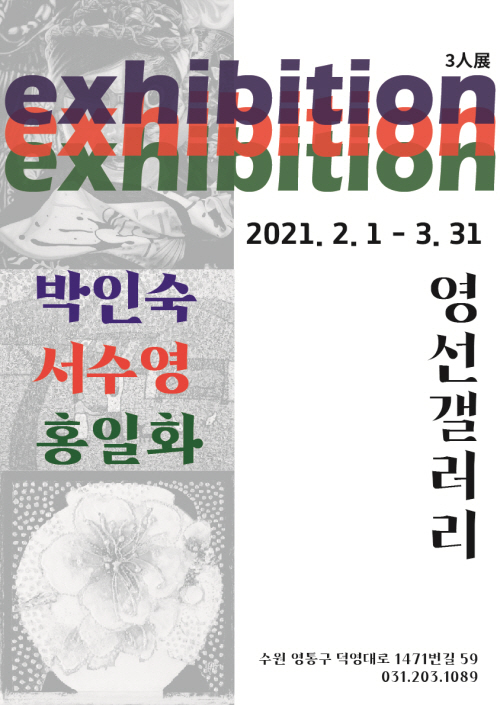 3人展
exhibition
exhibition
exhibition
2021. 2. 1 - 3. 31
박인숙
서수영
홍일화
영선갤러리
수원 영통구 덕영대로 1471번길 59
031.203.1089